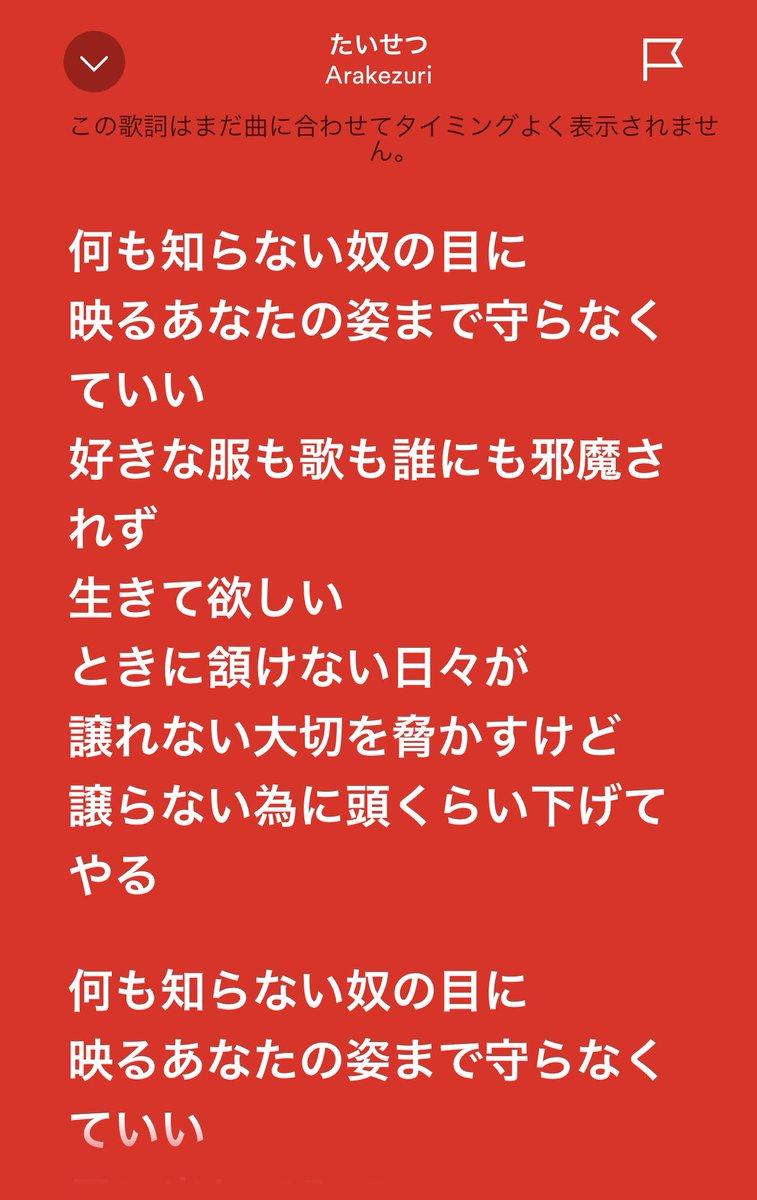 たいせつ
Arakezuri
この歌詞はまだ曲に合わせてタイミングよく表示されませ
ん。
何も知らない奴の目に
映るあなたの姿まで守らなく
ていい
好きな服も歌も誰にも邪魔さ
れず
生きて欲しい
ときに頷けない日々が
譲れない大切を脅かすけど
譲らない為に頭くらい下げて
やる
何も知らない奴の目に
映るあなたの姿まで守らなく
ていい